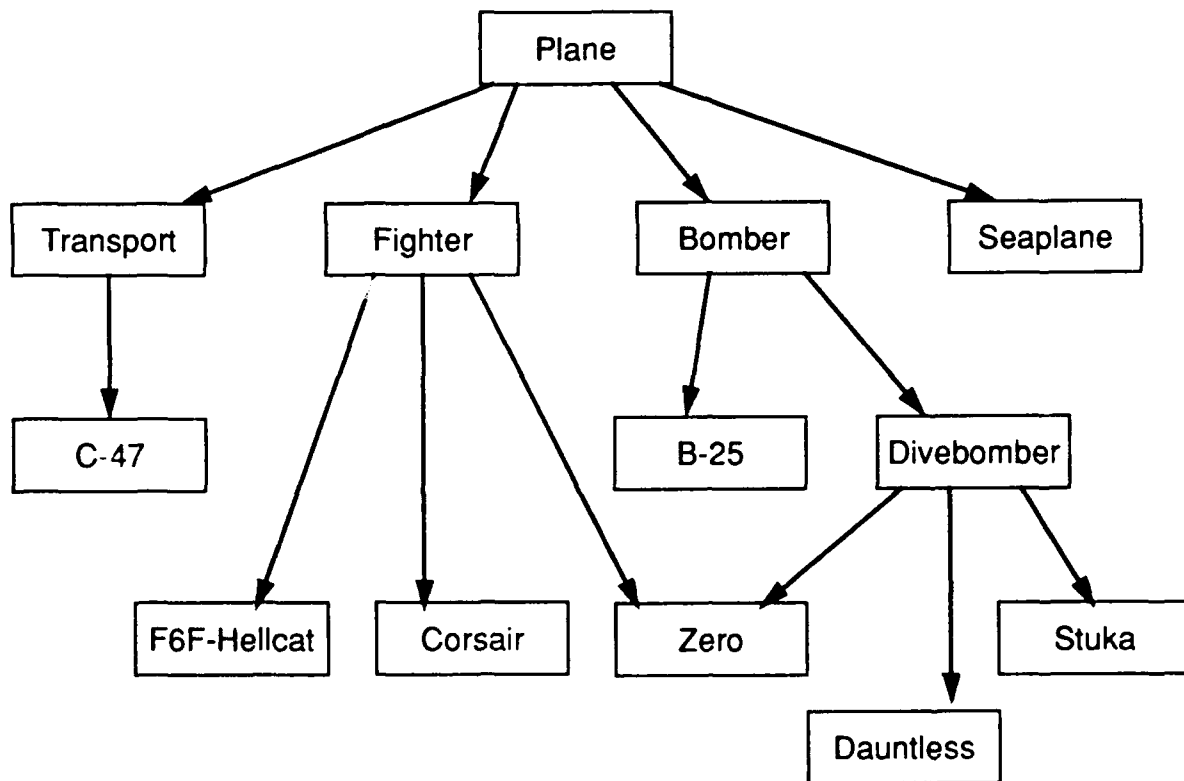 Plane
Transport
Fighter
Bomber
Seaplane
C-47
B-25
Divebomber
F6F-Hellcat
Corsair
Zero
Stuka
Dauntless